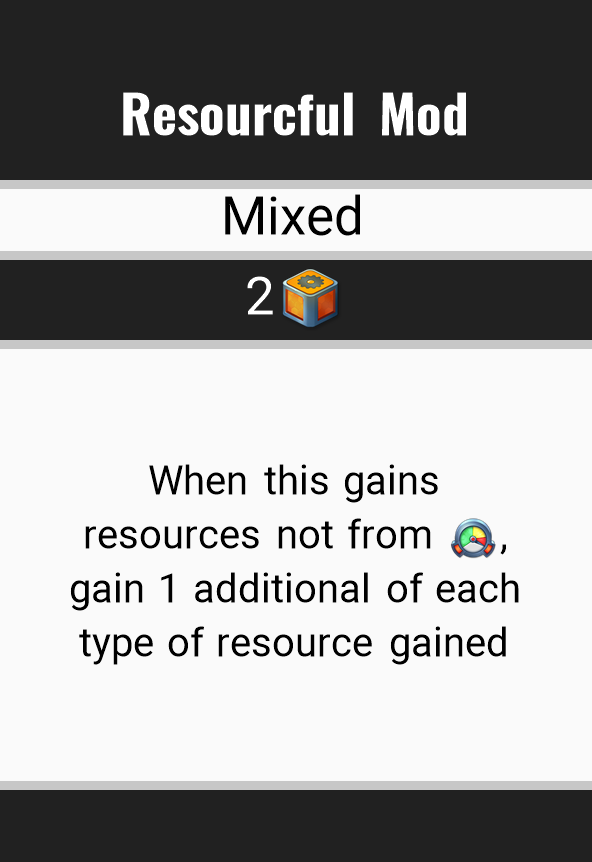 Resourcful Mod
Mixed
2
When this gains
resources not from ,
gain 1 additional of each
type of resource gained